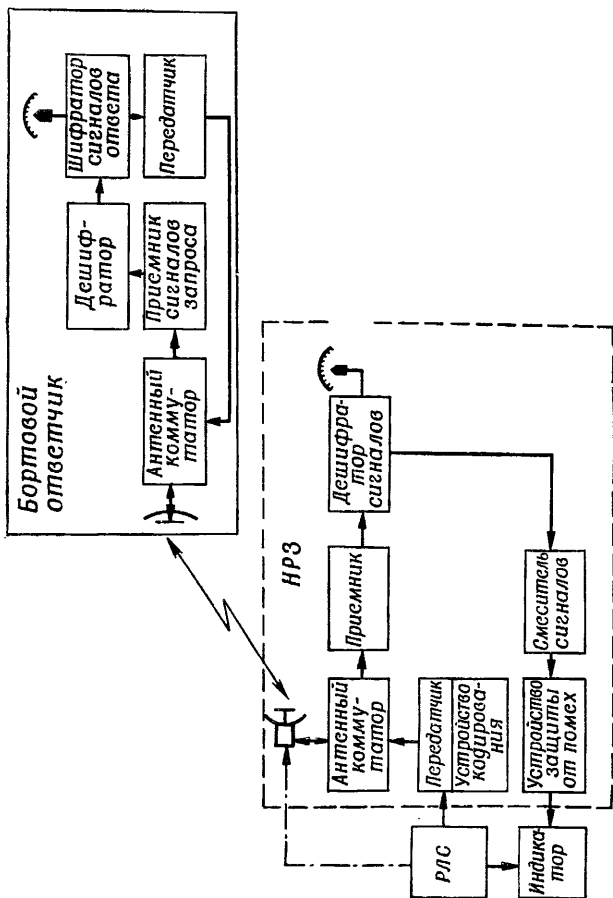 Бортовой
ответчик
Антенный
комму-
татор
Приемник
сигналов
запроса
Дешиф-
ратор
Шифратор
сигналов
ответа
Передатчик
НРЗ
Антенный
комму-
татор
Приемник
Дешифра-
тор
сигналов
Передатчик
Устройство
кодирова-
ния
Смеситель
сигналов
Устройство
защиты
от помех
РЛС
Индика-
тор